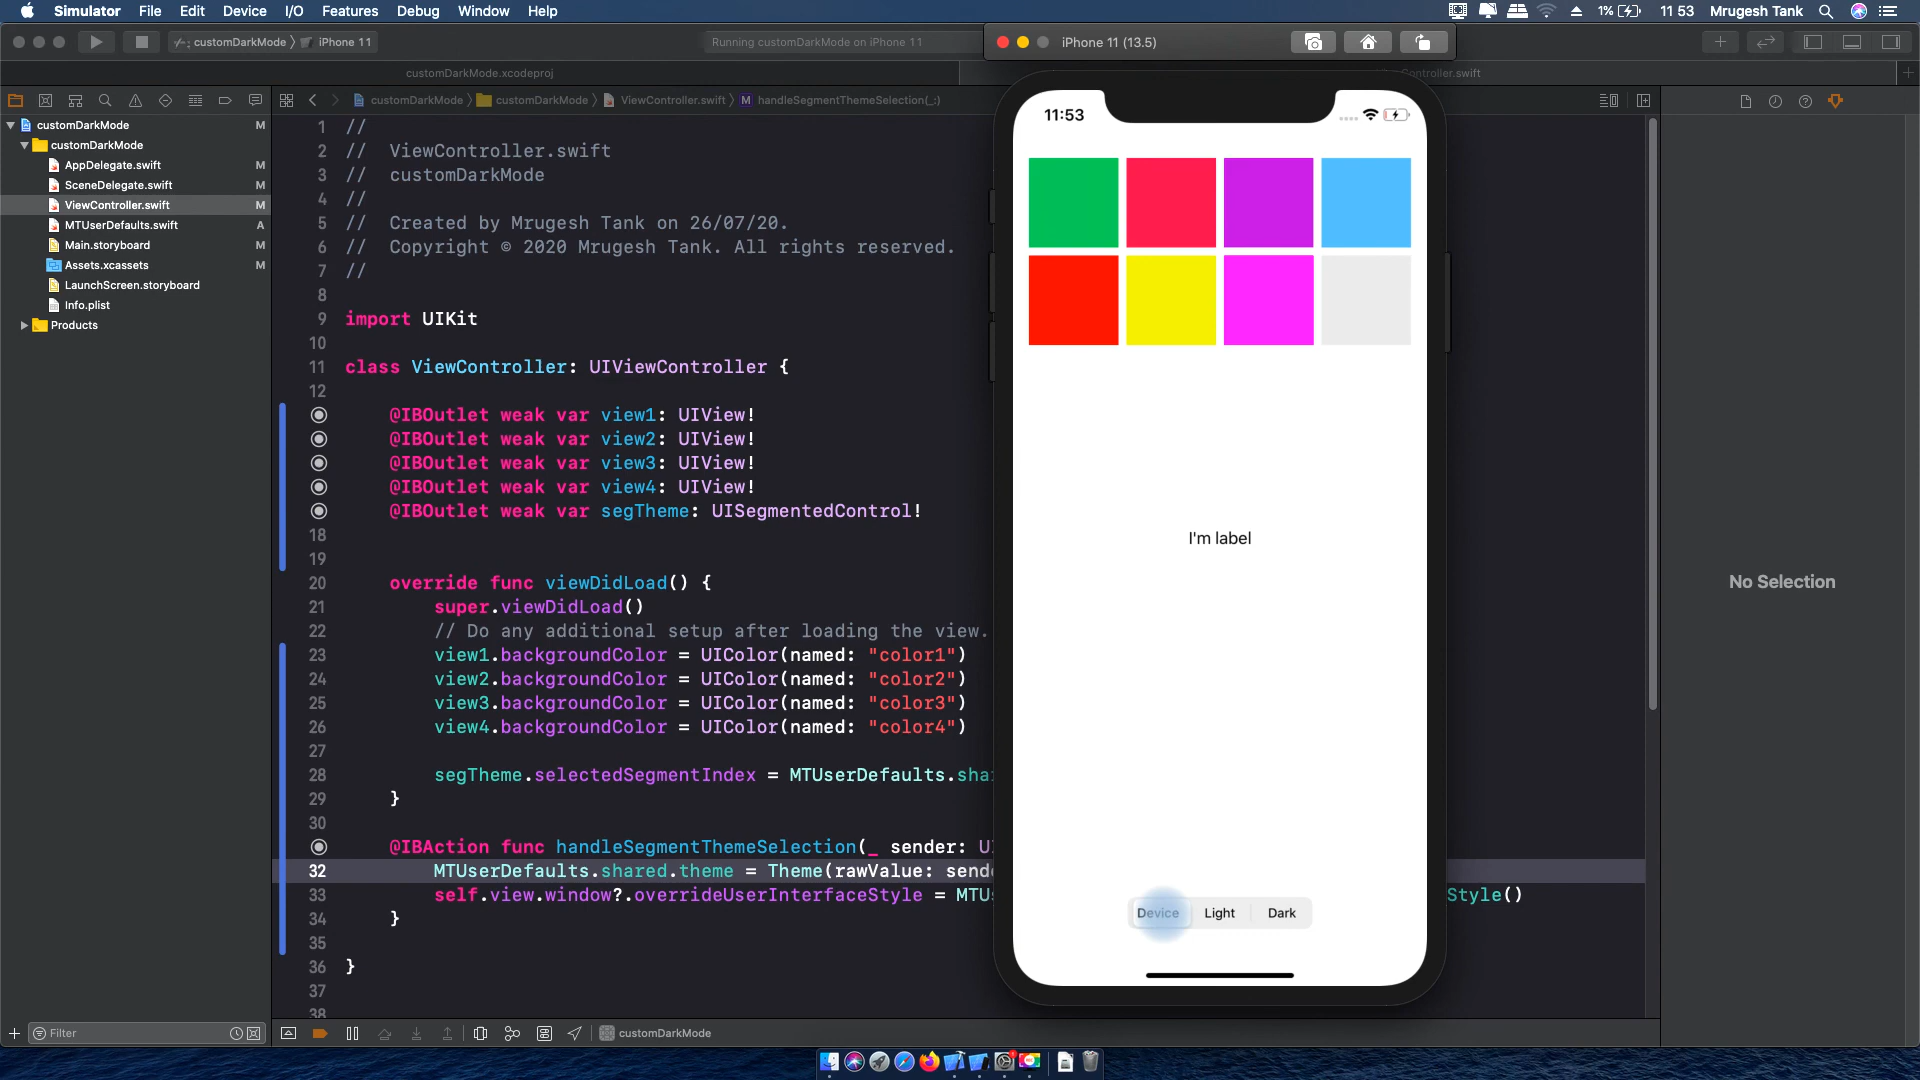 Simulator File Edit Device I/O Features Debug Window Help 1% 11 53 Mrugesh Tank
customDarkMode iPhone 11 Running customDarkMode on iPhone 11 iPhone 11 (13.5)
customDarkMode.xcodeproj Controller.swift
customDarkMode customDarkMode ViewController.swift M handleSegmentThemeSelection(_:)
customDarkMode M
customDarkMode
AppDelegate.swift M
SceneDelegate.swift M
ViewController.swift M
MTUserDefaults.swift A
Main.storyboard M
Assets.xcassets M
LaunchScreen.storyboard
Info.plist
Products
Filter
1 //
2 //  ViewController.swift
3 //  customDarkMode
4 //
5 //  Created by Mrugesh Tank on 26/07/20.
6 //  Copyright © 2020 Mrugesh Tank. All rights reserved.
7 //
8
9 import UIKit
10
11 class ViewController: UIViewController {
12
@IBOutlet weak var view1: UIView!
@IBOutlet weak var view2: UIView!
@IBOutlet weak var view3: UIView!
@IBOutlet weak var view4: UIView!
@IBOutlet weak var segTheme: UISegmentedControl!
18
19
20 override func viewDidLoad() {
21 super.viewDidLoad()
22 // Do any additional setup after loading the view.
23 view1.backgroundColor = UIColor(named: "color1")
24 view2.backgroundColor = UIColor(named: "color2")
25 view3.backgroundColor = UIColor(named: "color3")
26 view4.backgroundColor = UIColor(named: "color4")
27
28 segTheme.selectedSegmentIndex = MTUserDefaults.sha
29 }
30
@IBAction func handleSegmentThemeSelection(_ sender: U
32 MTUserDefaults.shared.theme = Theme(rawValue: sende
33 self.view.window?.overrideUserInterfaceStyle = MTUs Style()
34 }
35
36 }
37
38
customDarkMode
11:53
I'm label
Device Light Dark
No Selection